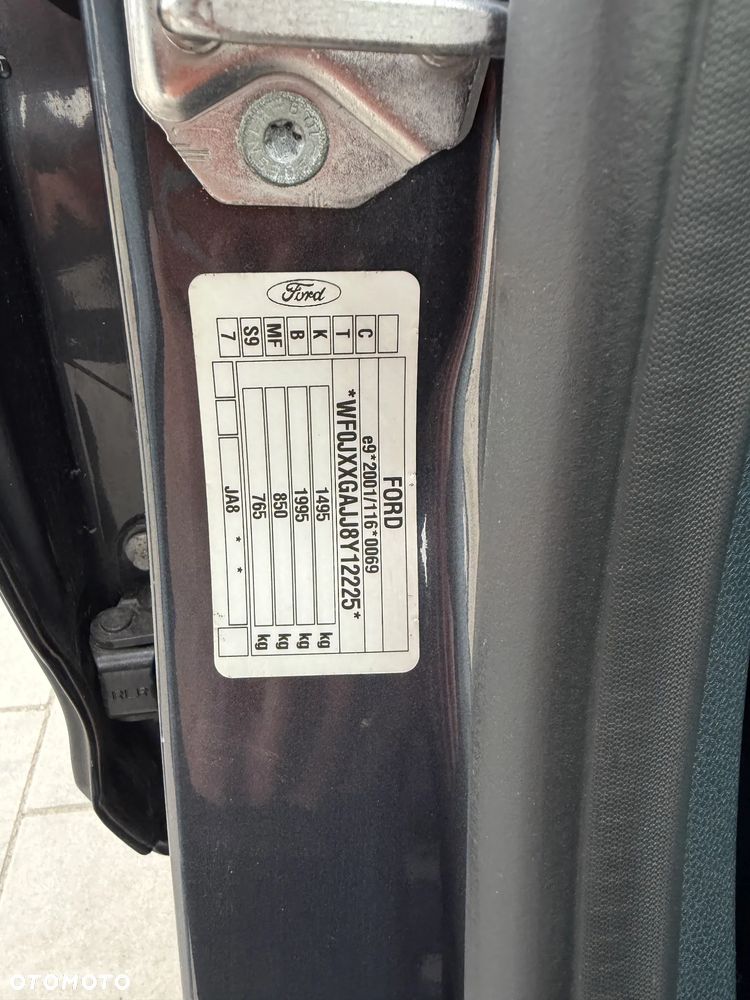 Ford
FORD
e9*2001/116*0069
*WF0JXXGAJJ8Y12225*
1495 kg
1995 kg
850 kg
765 kg
JA8 * *
C
T
K
B
MF
S9
7
RLR
OTOMOTO